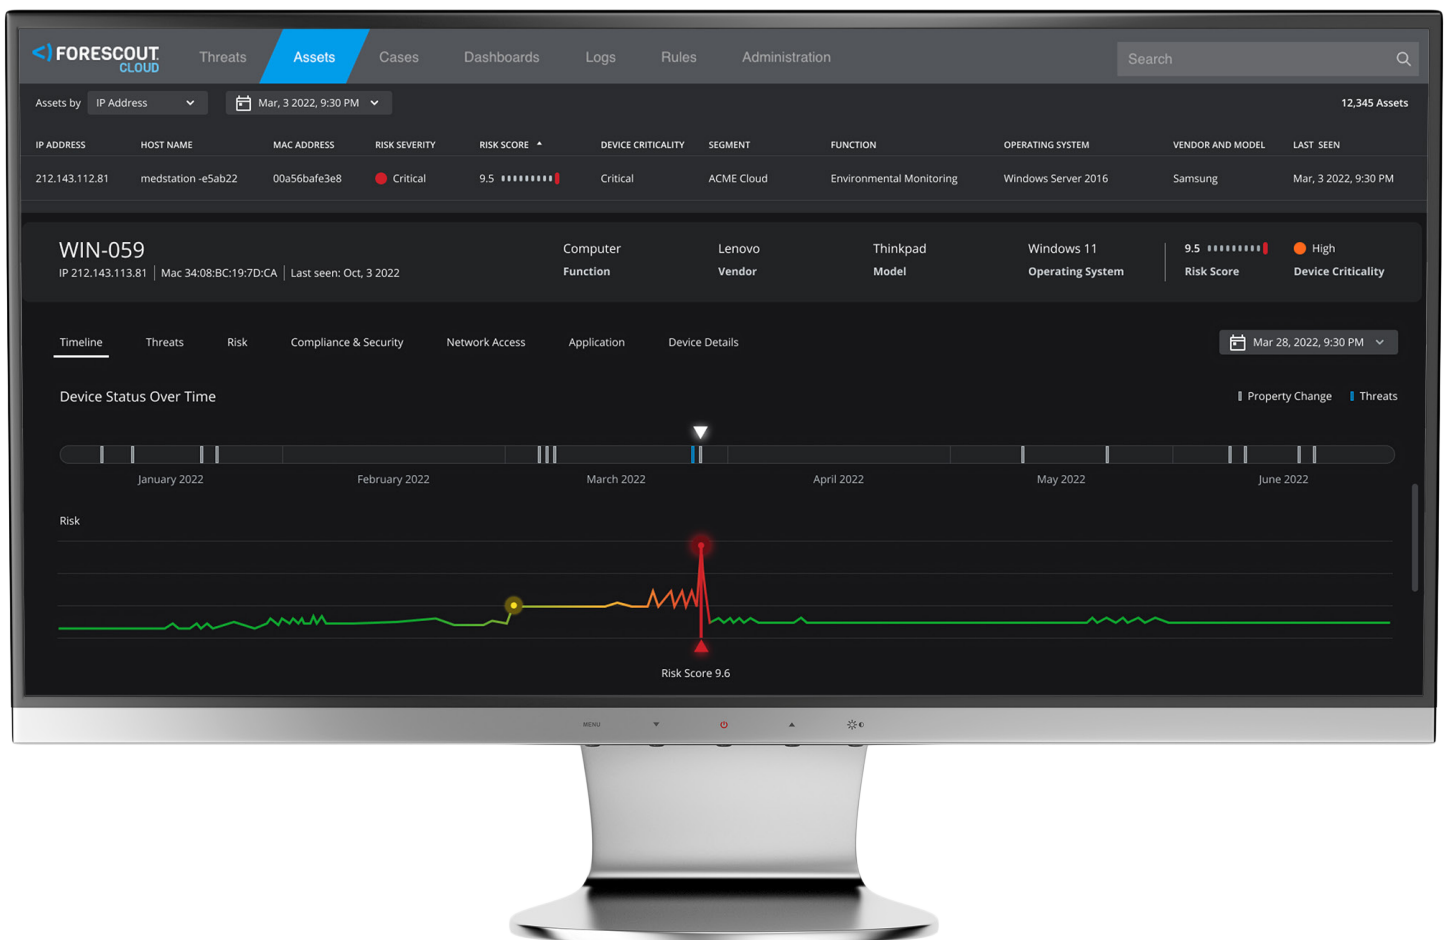 FORESCOUT. Threats Assets Cases Dashboards Logs Rules Administration Search
CLOUD
Assets by IP Address Mar, 3 2022, 9:30 PM 12,345 Assets
IP ADDRESS HOST NAME MAC ADDRESS RISK SEVERITY RISK SCORE DEVICE CRITICALITY SEGMENT FUNCTION OPERATING SYSTEM VENDOR AND MODEL LAST SEEN
212.143.112.81 medstation -e5ab22 00a56bafe3e8 Critical 9.5 Critical ACME Cloud Environmental Monitoring Windows Server 2016 Samsung Mar, 3 2022, 9:30 PM
WIN-059 Computer Lenovo Thinkpad Windows 11 9.5 High
IP 212.143.113.81 Mac 34:08:BC:19:7D:CA Last seen: Oct, 3 2022 Function Vendor Model Operating System Risk Score Device Criticality
Timeline Threats Risk Compliance & Security Network Access Application Device Details Mar 28, 2022, 9:30 PM
Device Status Over Time Property Change Threats
January 2022 February 2022 March 2022 April 2022 May 2022 June 2022
Risk
Risk Score 9.6
MENU